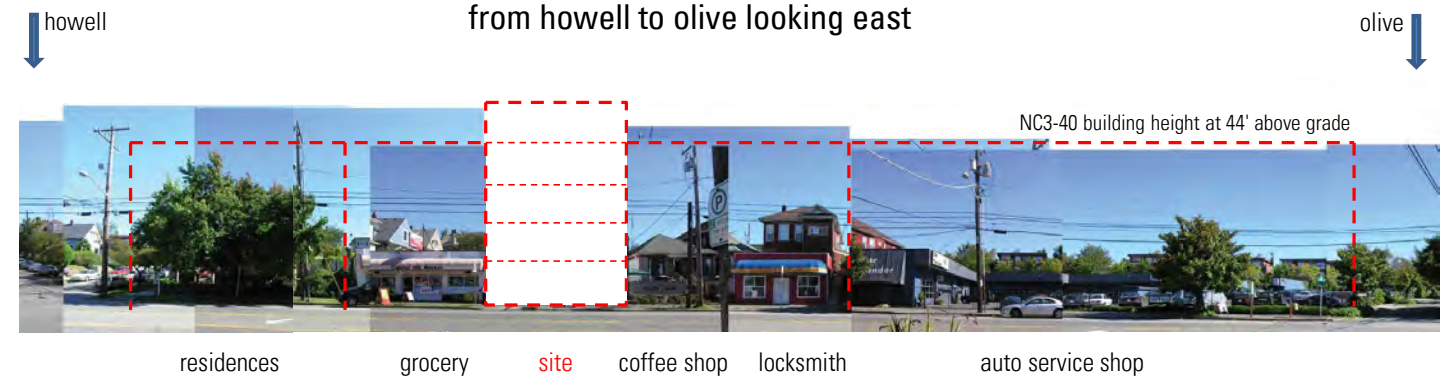 from howell to olive looking east
howell
olive
NC3-40 building height at 44' above grade
P
residences
grocery
site
coffee shop
locksmith
auto service shop